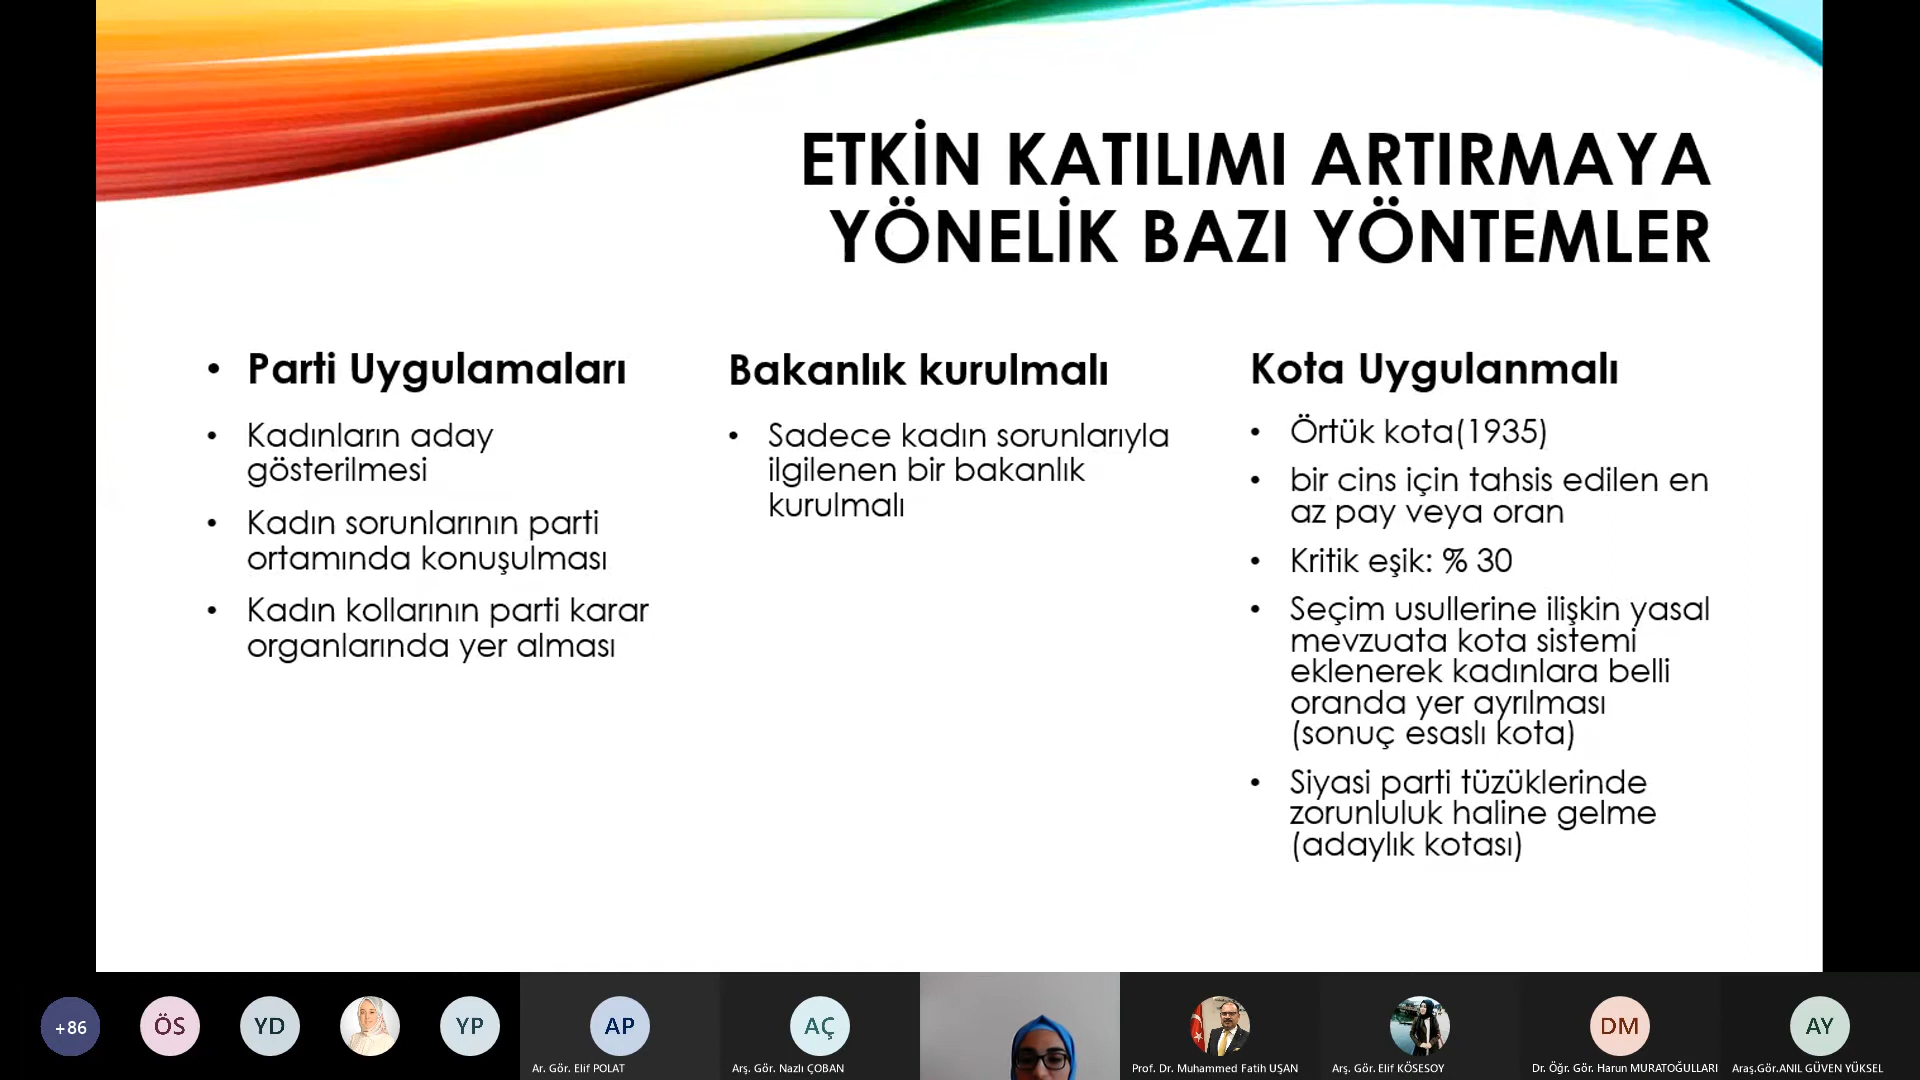 ETKİN KATILIMI ARTIRMAYA
YÖNELİK BAZI YÖNTEMLER
• Parti Uygulamaları
• Kadınların aday
gösterilmesi
• Kadın sorunlarının parti
ortamında konuşulması
• Kadın kollarının parti karar
organlarında yer alması
Bakanlık kurulmalı
• Sadece kadın sorunlarıyla
ilgilenen bir bakanlık
kurulmalı
Kota Uygulanmalı
• Örtük kota(1935)
• bir cins için tahsis edilen en
az pay veya oran
• Kritik eşik: % 30
• Seçim usullerine ilişkin yasal
mevzuata kota sistemi
eklenerek kadınlara belli
oranda yer ayrılması
(sonuç esaslı kota)
• Siyasi parti tüzüklerinde
zorunluluk haline gelme
(adaylık kotası)
+86
ÖS
YD
YP
AP
Ar. Gör. Elif POLAT
AÇ
Arş. Gör. Nazlı ÇOBAN
Prof. Dr. Muhammed Fatih UŞAN
Arş. Gör. Elif KÖSESOY
DM
Dr. Öğr. Gör. Harun MURATOĞULLARI
AY
Araş.Gör.ANIL GÜVEN YÜKSEL